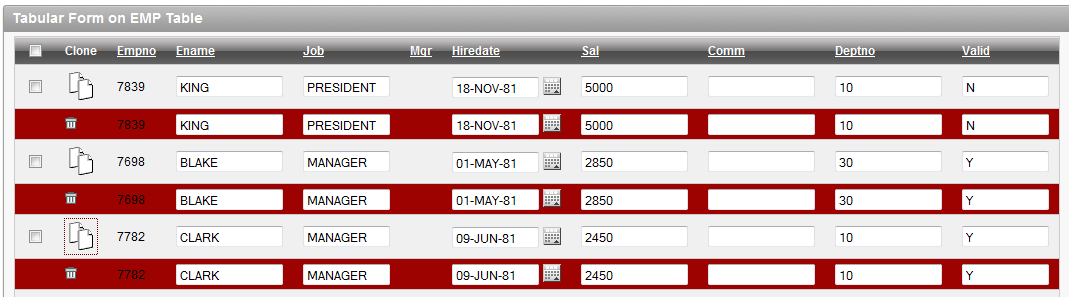 Tabular Form on EMP Table
Clone Empno Ename Job Mgr Hiredate Sal Comm Deptno Valid
7839 KING PRESIDENT 18-NOV-81 5000 10 N
7839 KING PRESIDENT 18-NOV-81 5000 10 N
7698 BLAKE MANAGER 01-MAY-81 2850 30 Y
7698 BLAKE MANAGER 01-MAY-81 2850 30 Y
7782 CLARK MANAGER 09-JUN-81 2450 10 Y
7782 CLARK MANAGER 09-JUN-81 2450 10 Y